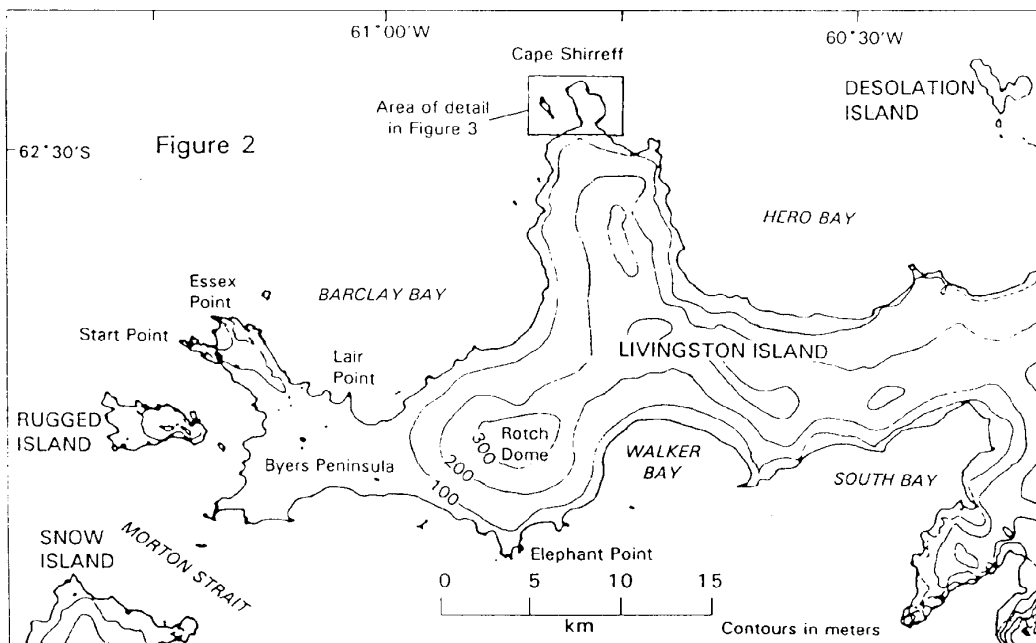 61°00'W
60°30'W
Cape Shirreff
DESOLATION
ISLAND
Area of detail
in Figure 3
62°30'S
Figure 2
HERO BAY
Essex
Point
BARCLAY BAY
Start Point
Lair
Point
LIVINGSTON ISLAND
RUGGED
ISLAND
Rotch
Dome
300
200
100
WALKER
BAY
Byers Peninsula
SOUTH BAY
SNOW
ISLAND
MORTON STRAIT
Elephant Point
0 5 10 15
km
Contours in meters